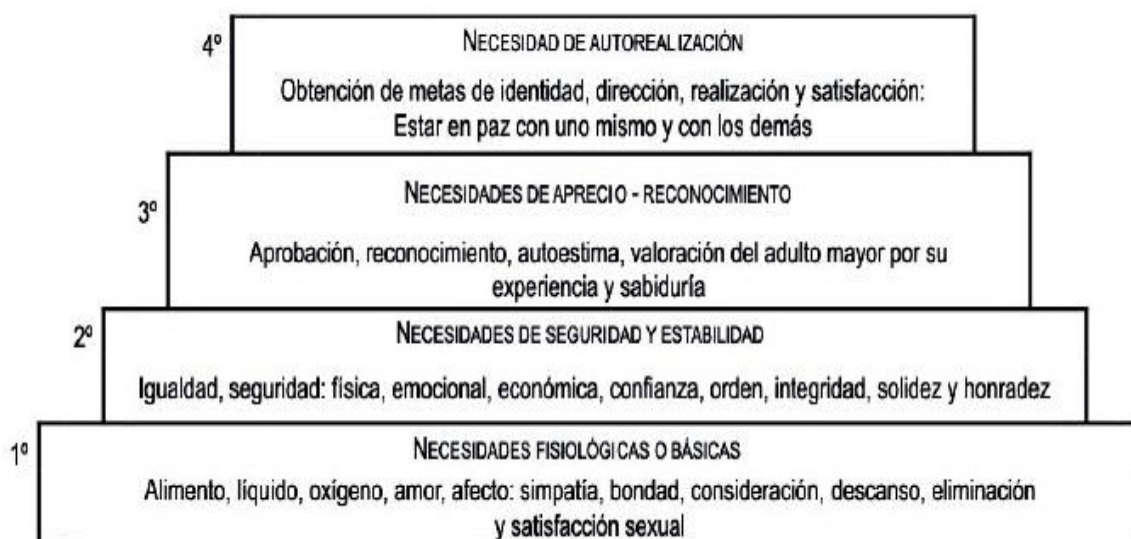 4º
NECESIDAD DE AUTOREALIZACIÓN
Obtención de metas de identidad, dirección, realización y satisfacción:
Estar en paz con uno mismo y con los demás
3º
NECESIDADES DE APRECIO - RECONOCIMIENTO
Aprobación, reconocimiento, autoestima, valoración del adulto mayor por su
experiencia y sabiduría
2º
NECESIDADES DE SEGURIDAD Y ESTABILIDAD
Igualdad, seguridad: física, emocional, económica, confianza, orden, integridad, solidez y honradez
1º
NECESIDADES FISIOLÓGICAS O BÁSICAS
Alimento, líquido, oxígeno, amor, afecto: simpatía, bondad, consideración, descanso, eliminación
y satisfacción sexual